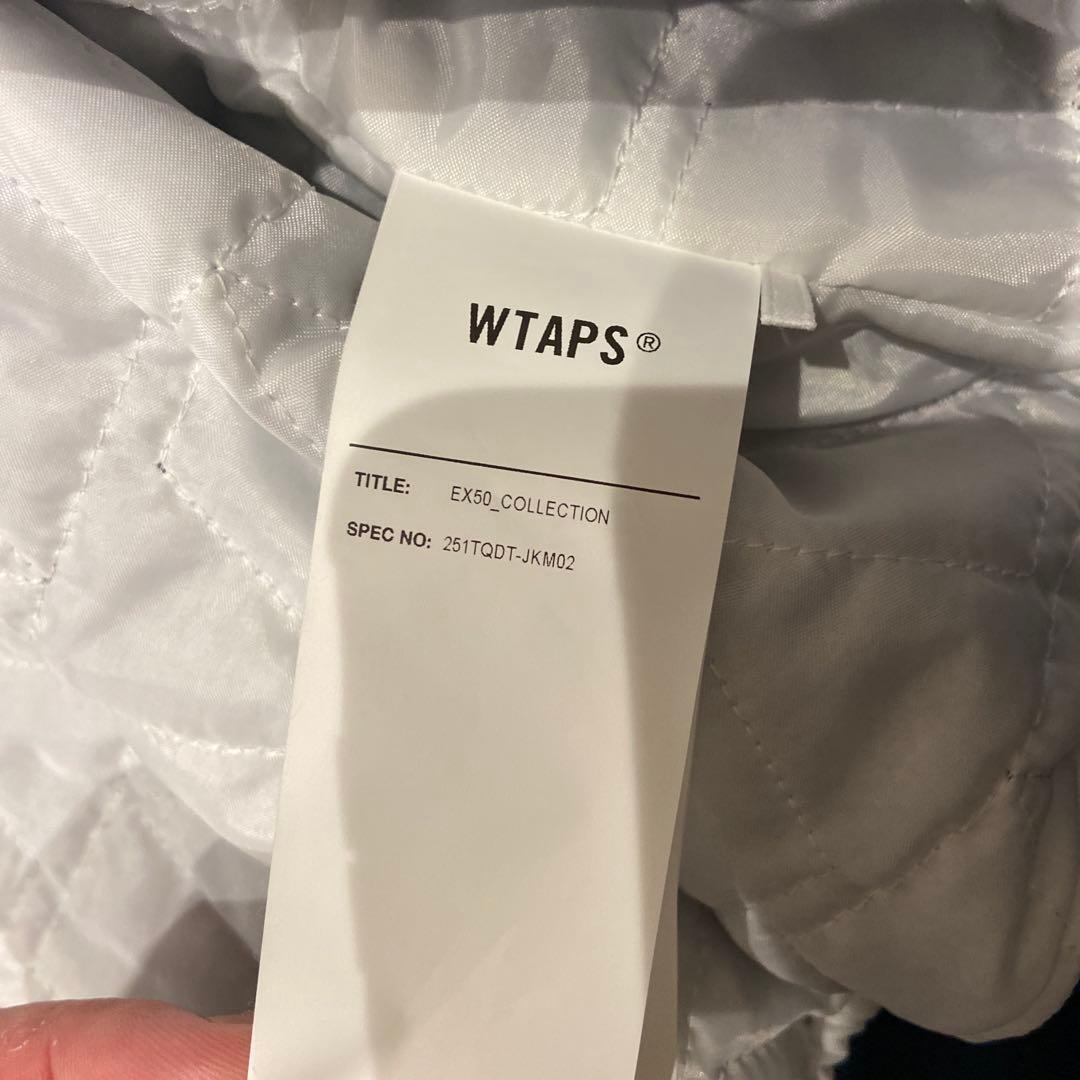 WTAPS®
TITLE: EX50_COLLECTION
SPEC NO: 251TQDT-JKM02